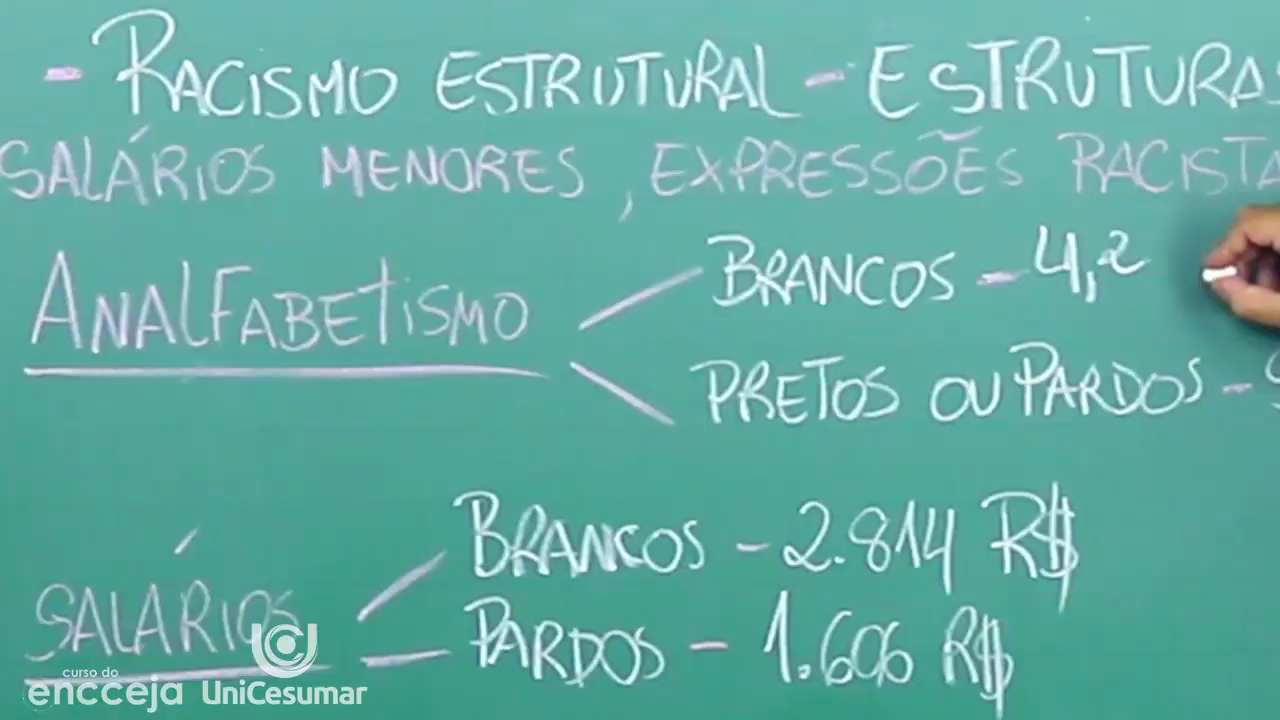 - RACISMO ESTRUTURAL - ESTRUTURAS
SALÁRIOS MENORES, EXPRESSÕES RACISTA
ANALFABETISMO
BRANCOS - 4,2
PRETOS OU PARDOS -
SALÁRIOS
BRANCOS - 2.814 R$
PARDOS - 1.606 R$
curso do
encceja UniCesumar